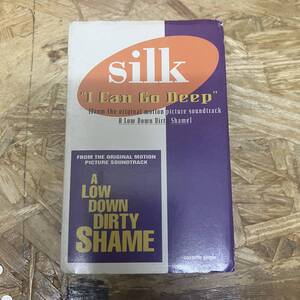 silk
"I Can Go Deep"
(from the original motion picture soundtrack
A Low Down Dirty Shame)
FROM THE ORIGINAL MOTION
PICTURE SOUNDTRACK
A
LOW
DOWN
DIRTY
SHAME
cassette single